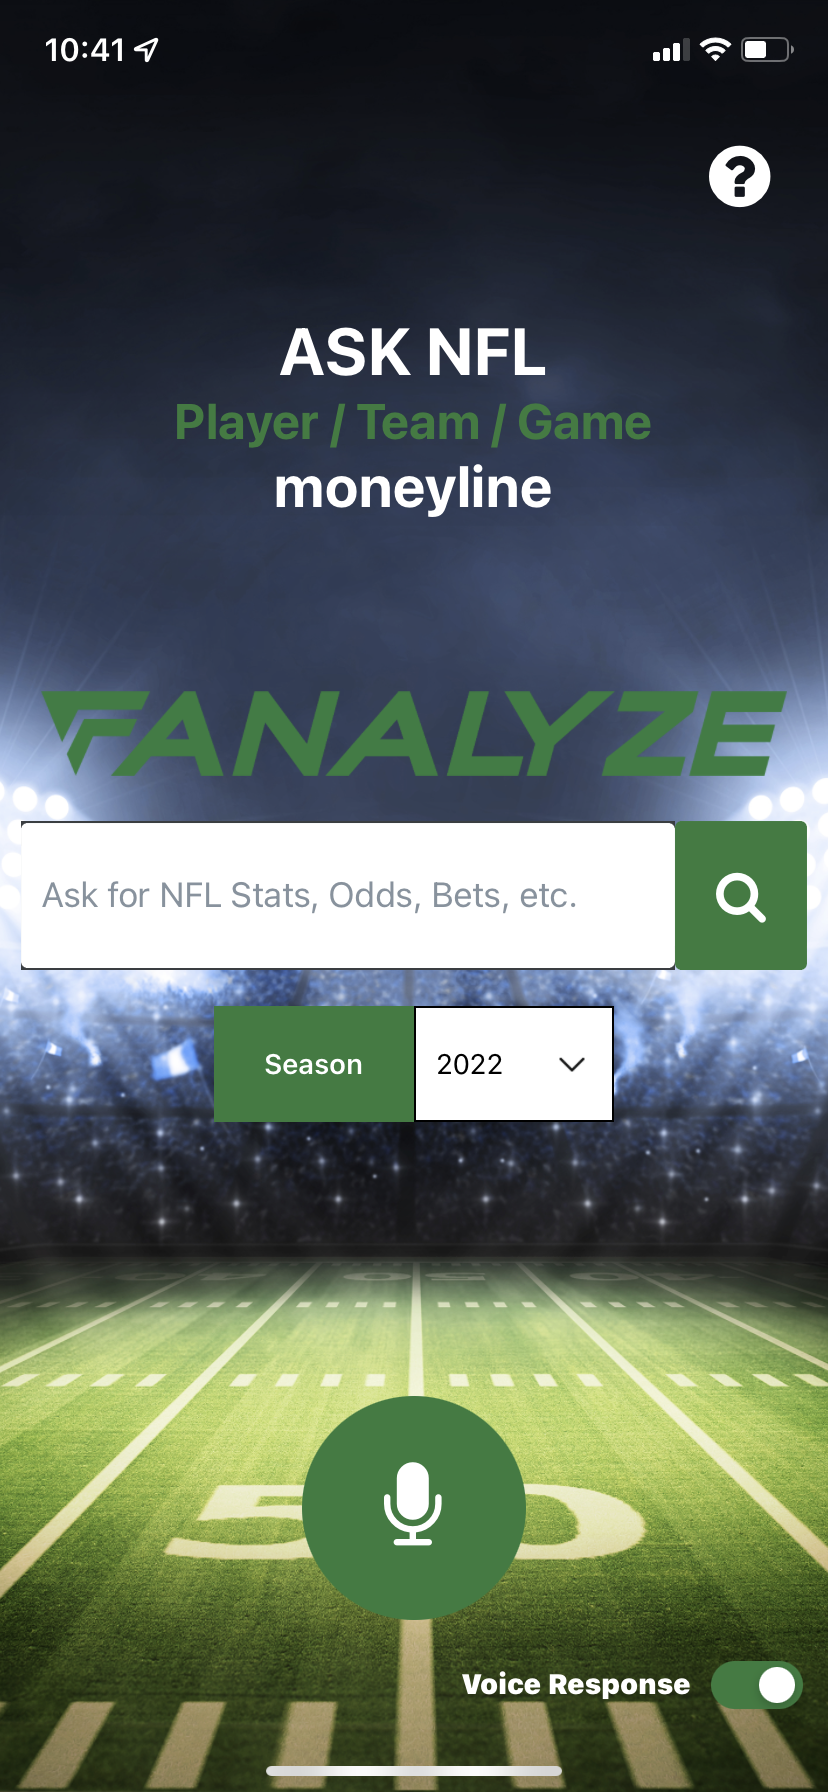 10:41
?
ASK NFL
Player / Team / Game
moneyline
FANALYZE
Ask for NFL Stats, Odds, Bets, etc.
Season 2022
50
Voice Response